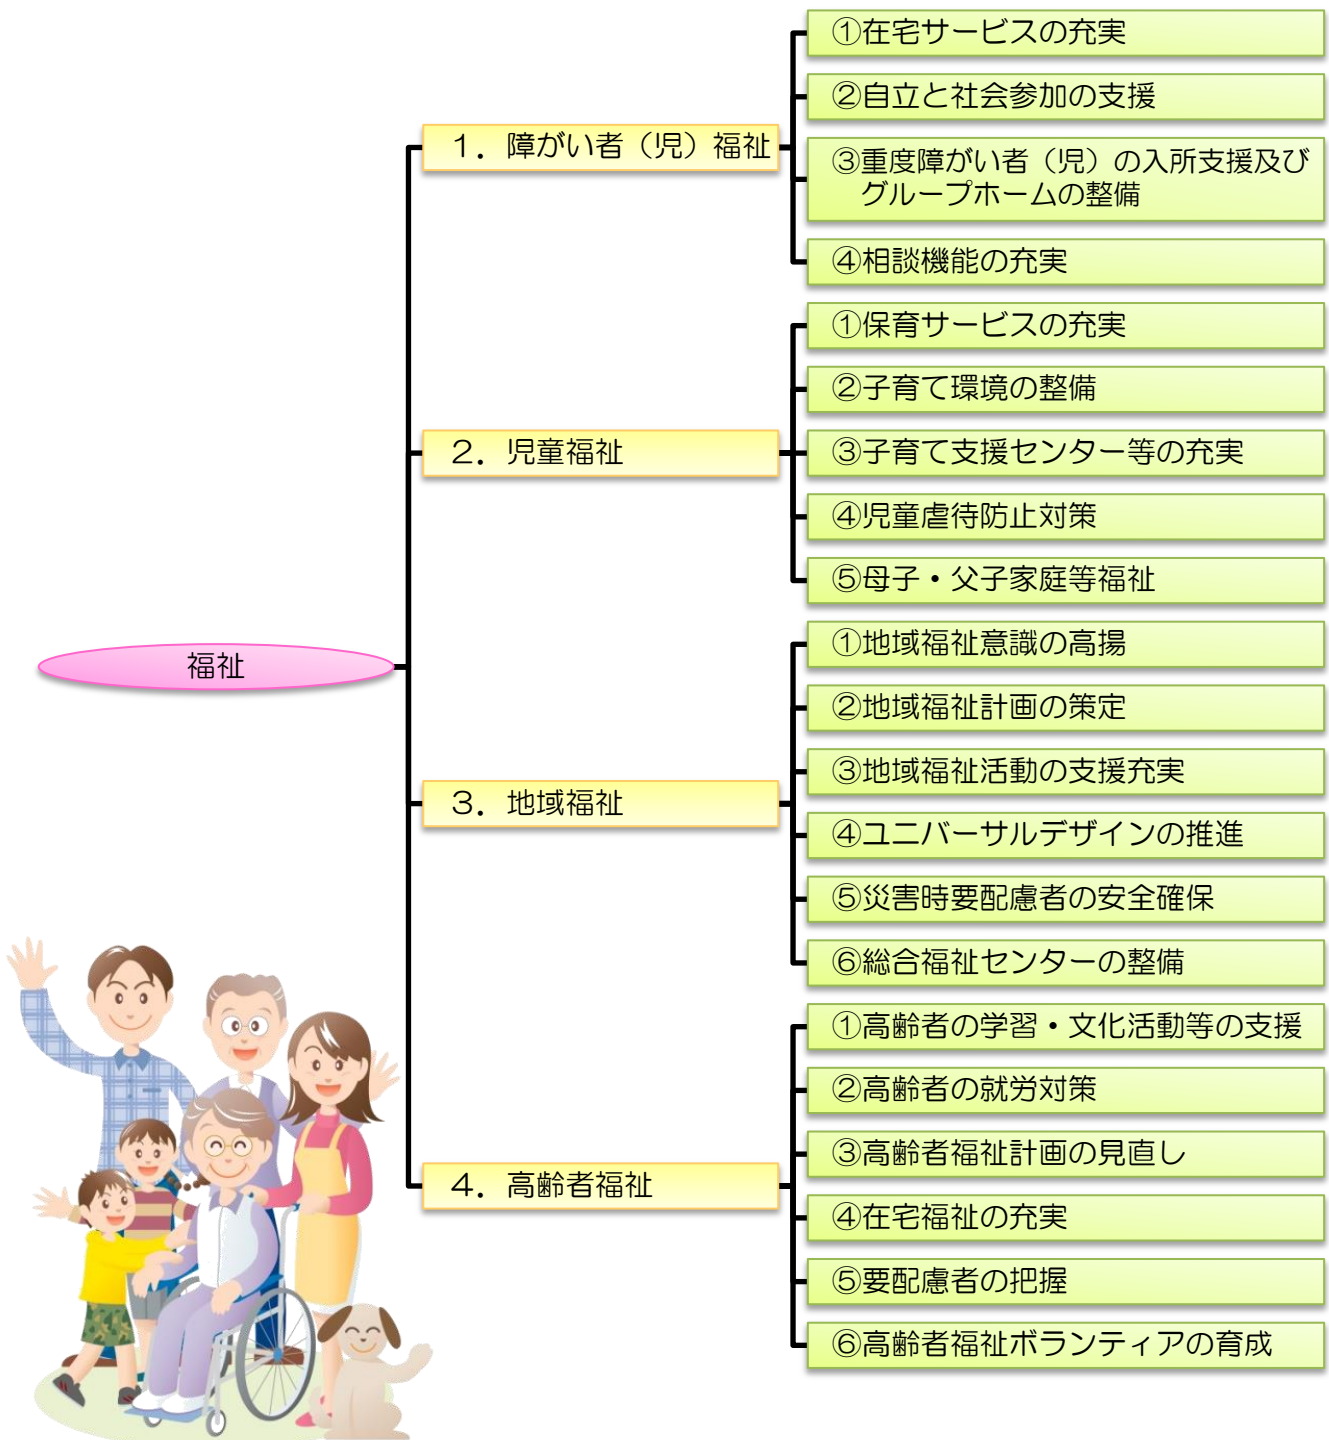 福祉
１．障がい者（児）福祉
①在宅サービスの充実
②自立と社会参加の支援
③重度障がい者（児）の入所支援及び
グループホームの整備
④相談機能の充実
２．児童福祉
①保育サービスの充実
②子育て環境の整備
③子育て支援センター等の充実
④児童虐待防止対策
⑤母子・父子家庭等福祉
３．地域福祉
①地域福祉意識の高揚
②地域福祉計画の策定
③地域福祉活動の支援充実
④ユニバーサルデザインの推進
⑤災害時要配慮者の安全確保
⑥総合福祉センターの整備
４．高齢者福祉
①高齢者の学習・文化活動等の支援
②高齢者の就労対策
③高齢者福祉計画の見直し
④在宅福祉の充実
⑤要配慮者の把握
⑥高齢者福祉ボランティアの育成